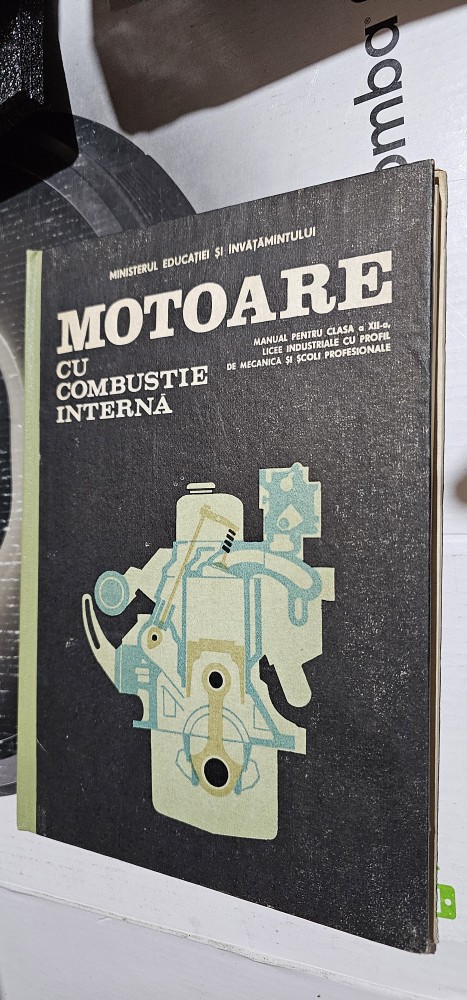 MINISTERUL EDUCAȚIEI ȘI ÎNVĂȚĂMÎNTULUI
MOTOARE
CU
COMBUSTIE
INTERNĂ
MANUAL PENTRU CLASA a XII-a,
LICEE INDUSTRIALE CU PROFIL
DE MECANICĂ ȘI ȘCOLI PROFESIONALE
omba®